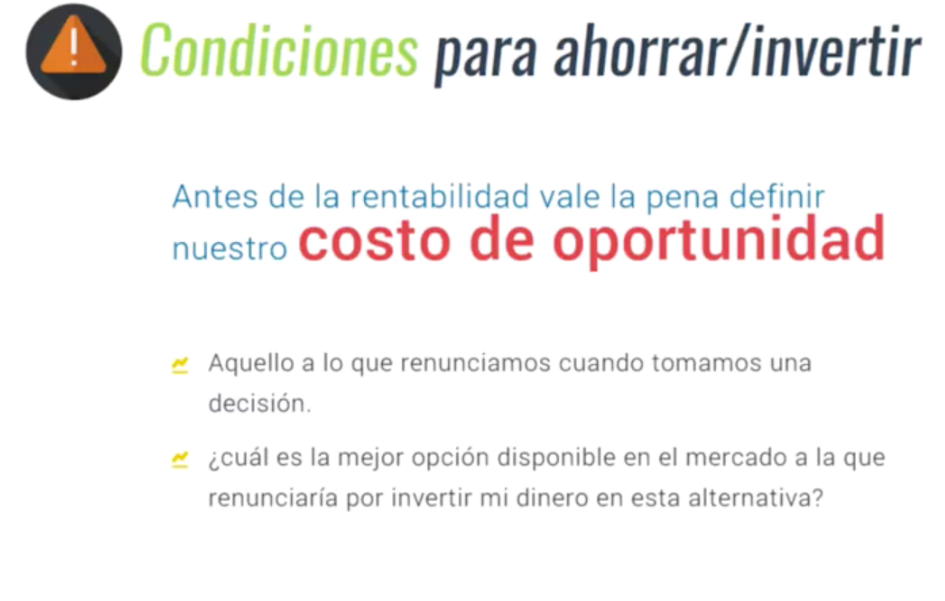 Condiciones para ahorrar/invertir
Antes de la rentabilidad vale la pena definir
nuestro costo de oportunidad
Aquello a lo que renunciamos cuando tomamos una
decisión.
¿cuál es la mejor opción disponible en el mercado a la que
renunciaría por invertir mi dinero en esta alternativa?